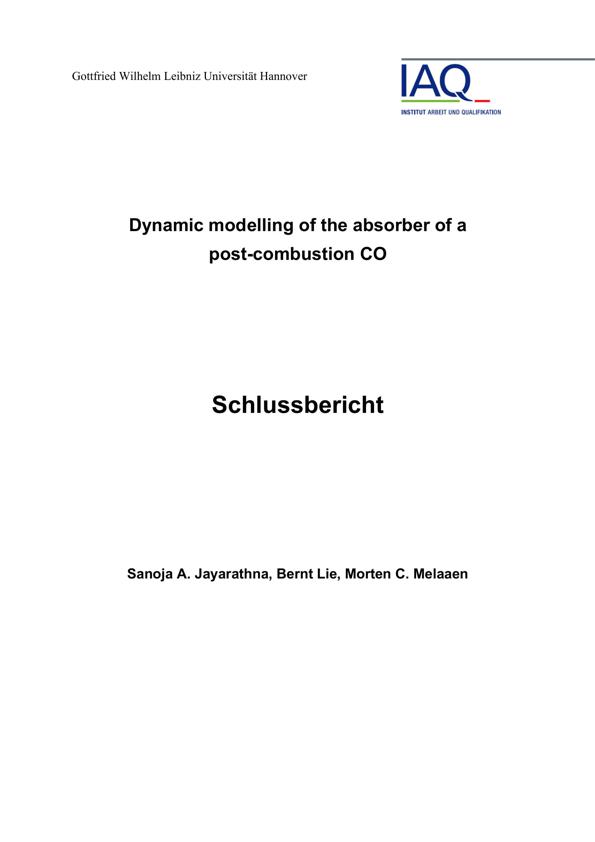 Gottfried Wilhelm Leibniz Universität Hannover
IAQ
INSTITUT ARBEIT UND QUALIFIKATION
Dynamic modelling of the absorber of a
post-combustion CO
Schlussbericht
Sanoja A. Jayarathna, Bernt Lie, Morten C. Melaaen